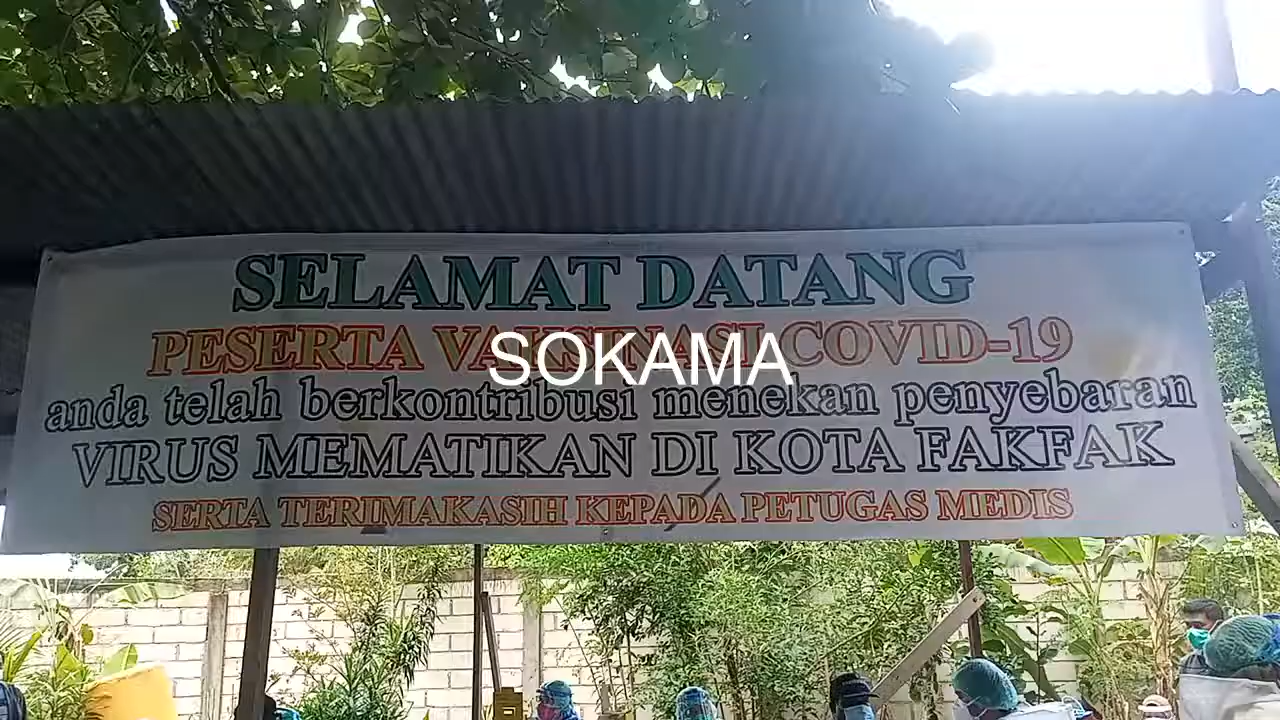 SELAMAT DATANG
PESERTA VAKSINASI COVID-19
SOKAMA
anda telah berkontribusi menekan penyebaran
VIRUS MEMATIKAN DI KOTA FAKFAK
SERTA TERIMAKASIH KEPADA PETUGAS MEDIS